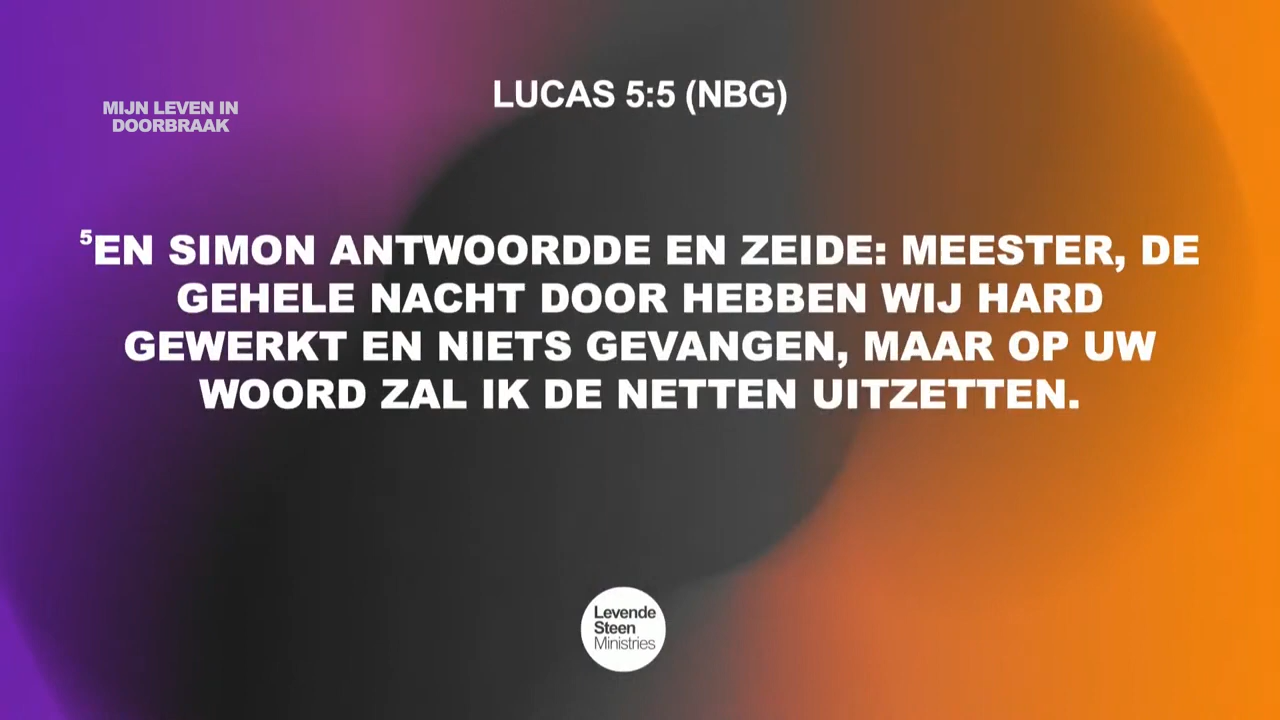 LUCAS 5:5 (NBG)
MIJN LEVEN IN
DOORBRAAK
⁵EN SIMON ANTWOORDDE EN ZEIDE: MEESTER, DE
GEHELE NACHT DOOR HEBBEN WIJ HARD
GEWERKT EN NIETS GEVANGEN, MAAR OP UW
WOORD ZAL IK DE NETTEN UITZETTEN.
Levende
Steen
Ministries